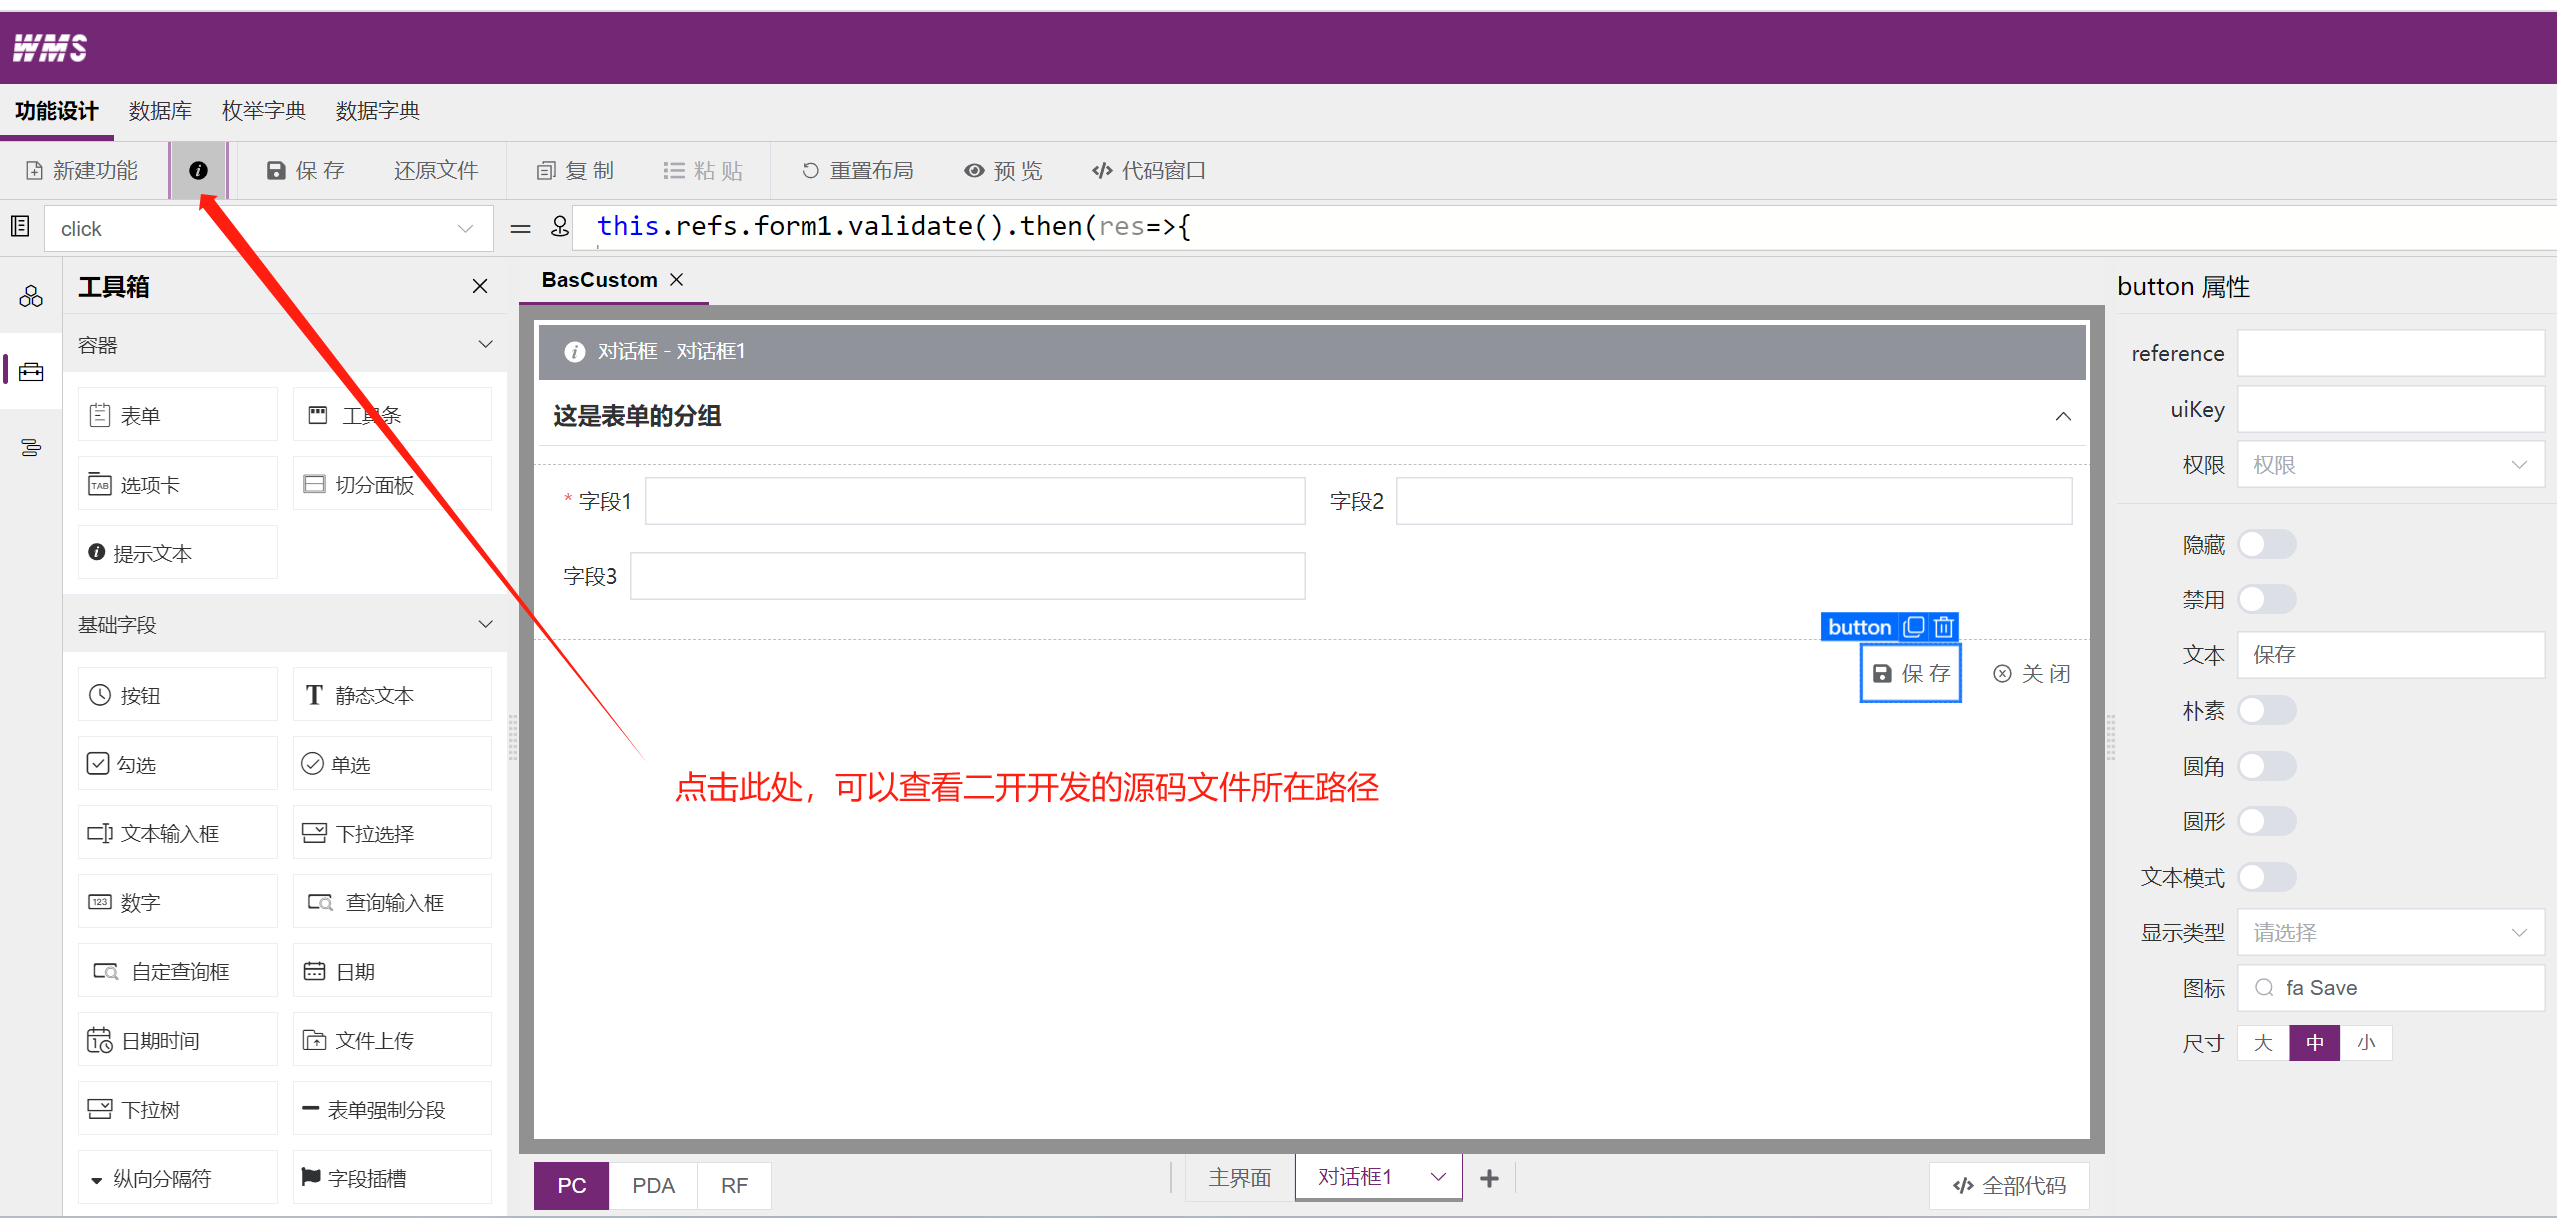 WMS
功能设计 数据库 枚举字典 数据字典
新建功能 保 存 还原文件 复 制 粘 贴 重置布局 预 览 代码窗口
click = this.refs.form1.validate().then(res=>{
工具箱
BasCustom
button 属性
容器
对话框 - 对话框1
reference
表单 工具条
这是表单的分组
uiKey
权限 权限
选项卡 切分面板
* 字段1 字段2
提示文本
隐藏
字段3
禁用
基础字段
button
文本 保存
保 存 关 闭
按钮 静态文本
朴素
勾选 单选
圆角
点击此处，可以查看二开开发的源码文件所在路径
文本输入框 下拉选择
圆形
文本模式
数字 查询输入框
显示类型 请选择
自定查询框 日期
图标 fa Save
日期时间 文件上传
尺寸 大 中 小
下拉树 表单强制分段
纵向分隔符 字段插槽
PC PDA RF 主界面 对话框1 全部代码